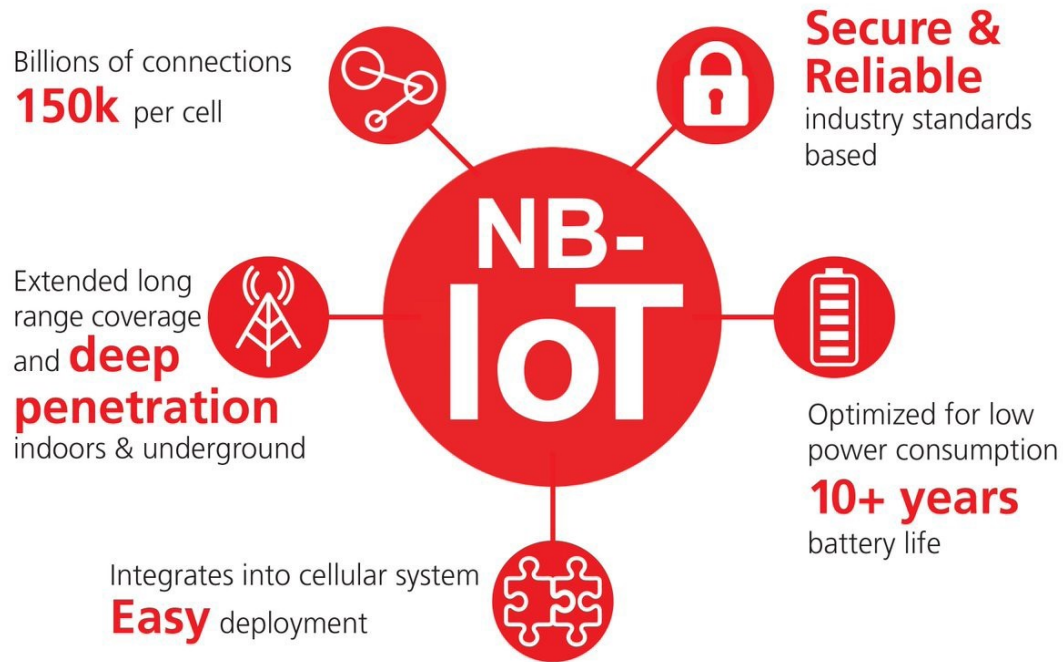 Billions of connections
150k per cell
Secure &
Reliable
industry standards
based
NB-
IoT
Extended long
range coverage
and deep
penetration
indoors & underground
Optimized for low
power consumption
10+ years
battery life
Integrates into cellular system
Easy deployment